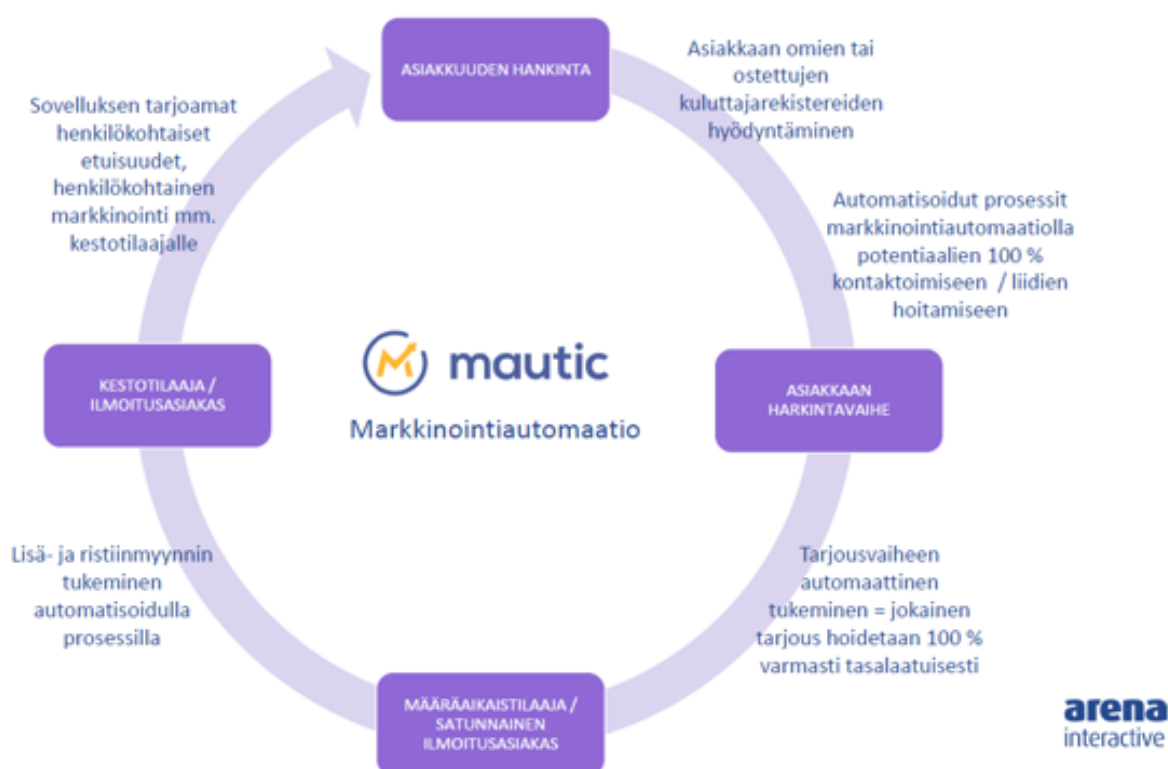 ASIAKKUUDEN HANKINTA
Asiakkaan omien tai
ostettujen
kuluttajarekistereiden
hyödyntäminen
Automatisoidut prosessit
markkinointiautomaatiolla
potentiaalien 100 %
kontaktoimiseen / liidien
hoitamiseen
ASIAKKAAN
HARKINTAVAIHE
Tarjousvaiheen
automaattinen
tukeminen = jokainen
tarjous hoidetaan 100 %
varmasti tasalaatuisesti
MÄÄRÄAIKAISTILAAJA /
SATUNNAINEN
ILMOITUSASIAKAS
Lisä- ja ristiinmyynnin
tukeminen
automatisoidulla
prosessilla
KESTOTILAAJA /
ILMOITUSASIAKAS
Sovelluksen tarjoamat
henkilökohtaiset
etuisuudet,
henkilökohtainen
markkinointi mm.
kestotilaajalle
mautic
Markkinointiautomaatio
arena
interactive